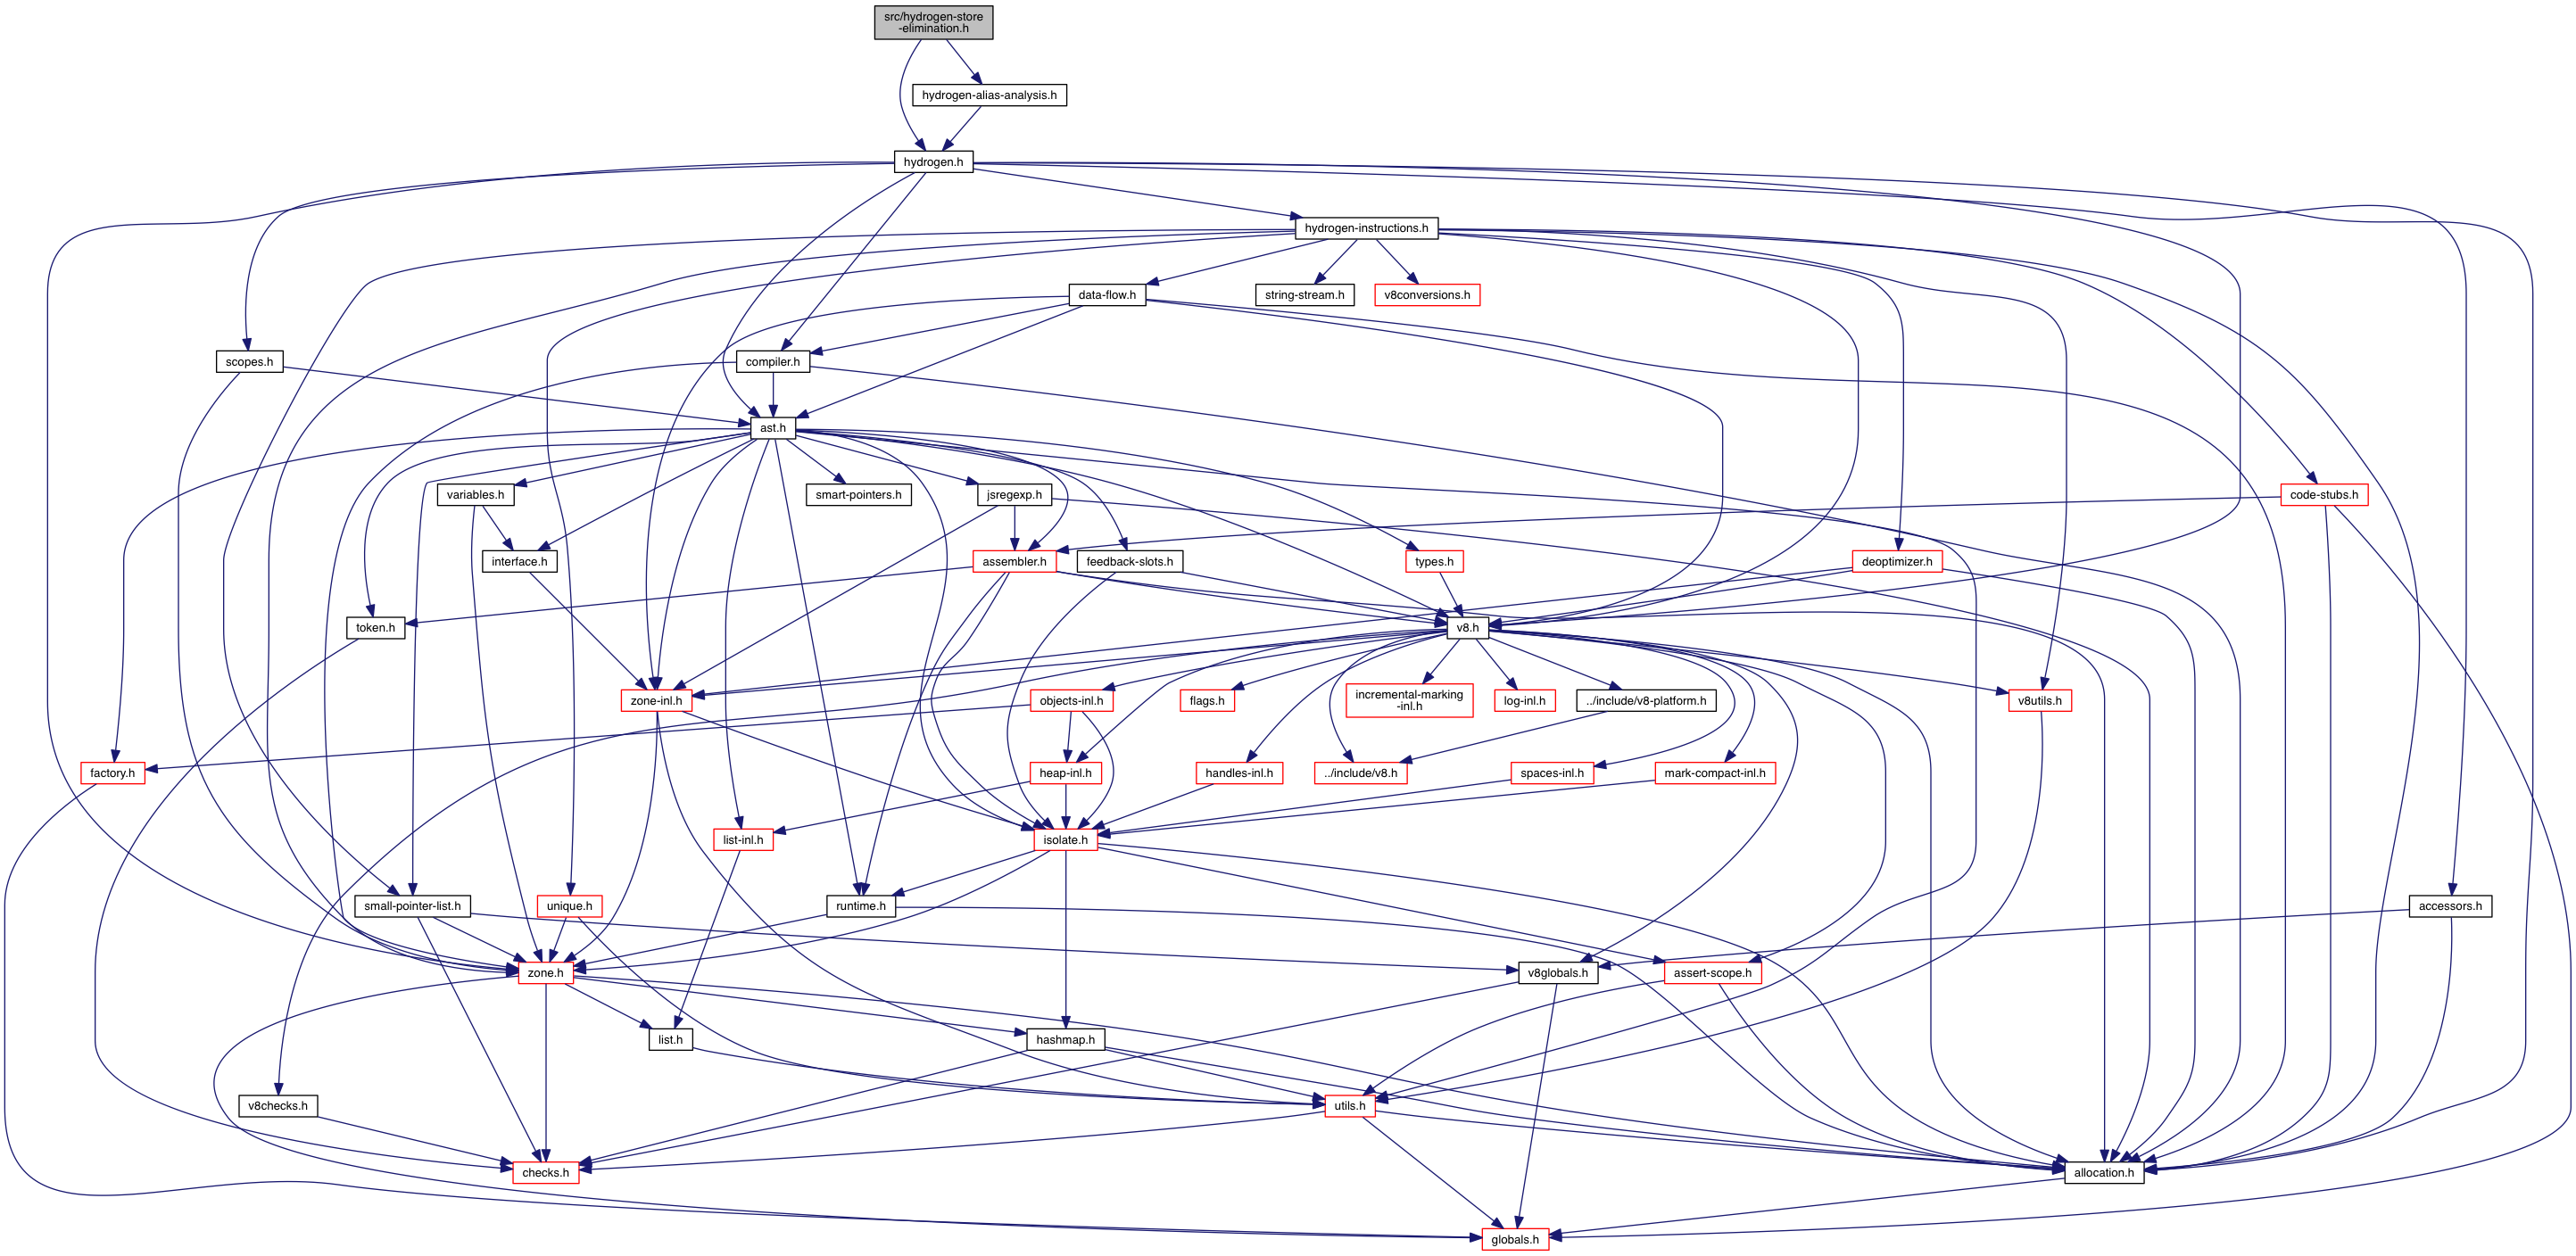 src/hydrogen-store
-elimination.h
hydrogen-alias-analysis.h
hydrogen.h
hydrogen-instructions.h
data-flow.h
string-stream.h
v8conversions.h
scopes.h
compiler.h
ast.h
variables.h
smart-pointers.h
jsregexp.h
code-stubs.h
interface.h
assembler.h
feedback-slots.h
types.h
deoptimizer.h
token.h
v8.h
zone-inl.h
objects-inl.h
flags.h
incremental-marking
-inl.h
log-inl.h
../include/v8-platform.h
v8utils.h
factory.h
heap-inl.h
handles-inl.h
../include/v8.h
spaces-inl.h
mark-compact-inl.h
list-inl.h
isolate.h
small-pointer-list.h
unique.h
runtime.h
accessors.h
zone.h
v8globals.h
assert-scope.h
list.h
hashmap.h
v8checks.h
utils.h
checks.h
allocation.h
globals.h